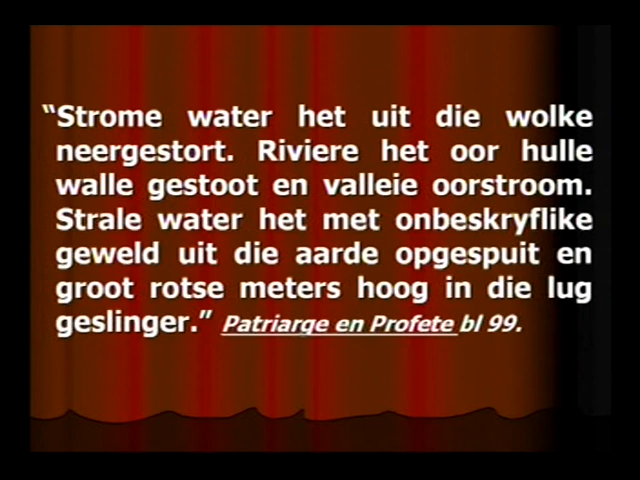 “Strome water het uit die wolke
neergestort. Riviere het oor hulle
walle gestoot en valleie oorstroom.
Strale water het met onbeskryflike
geweld uit die aarde opgespuit en
groot rotse meters hoog in die lug
geslinger.” Patriarge en Profete bl 99.